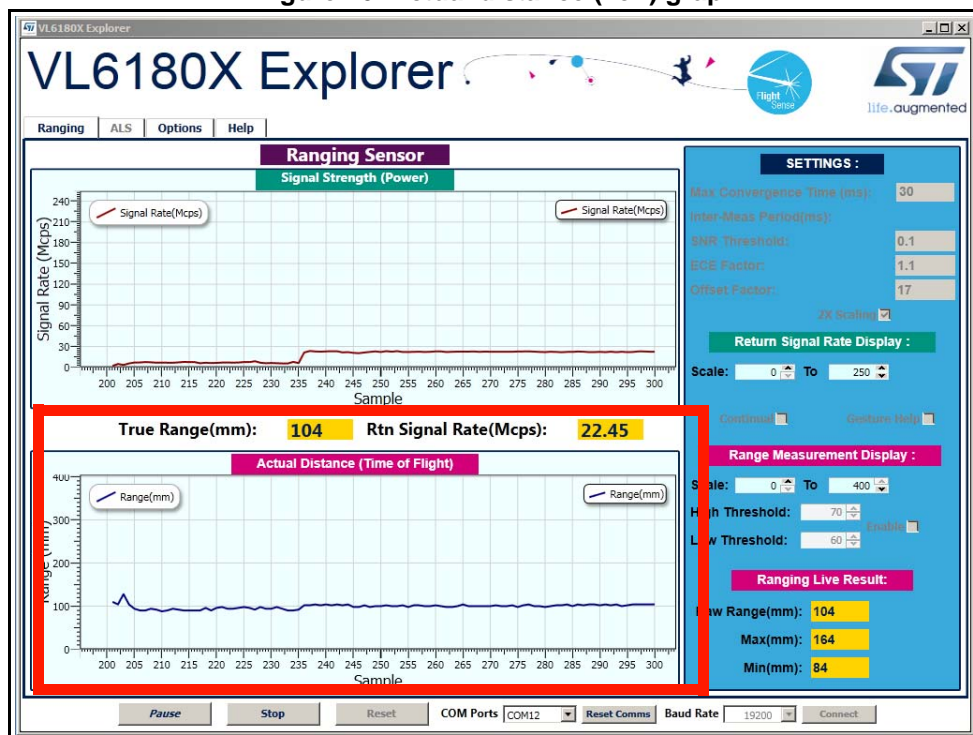 VL6180X Explorer
VL6180X Explorer
Flight
Sense
life.augmented
Ranging ALS Options Help
Ranging Sensor
Signal Strength (Power)
Signal Rate (Mcps)
240
210
180
150
120
90
60
30
0
Signal Rate(Mcps)
Signal Rate(Mcps)
200 205 210 215 220 225 230 235 240 245 250 255 260 265 270 275 280 285 290 295 300
Sample
True Range(mm): 104 Rtn Signal Rate(Mcps): 22.45
Actual Distance (Time of Flight)
400
300
200
100
0
Range(mm)
Range(mm)
200 205 210 215 220 225 230 235 240 245 250 255 260 265 270 275 280 285 290 295 300
Sample
SETTINGS :
Max Convergence Time (ms): 30
Inter-Meas Period(ms):
SNR Threshold: 0.1
ECE Factor: 1.1
Offset Factor: 17
2X Scaling
Return Signal Rate Display :
Scale: 0 To 250
Continual Gesture Help
Range Measurement Display :
Scale: 0 To 400
High Threshold: 70
Enable
Low Threshold: 60
Ranging Live Result:
Raw Range(mm): 104
Max(mm): 164
Min(mm): 84
Pause Stop Reset COM Ports COM12 Reset Comms Baud Rate 19200 Connect